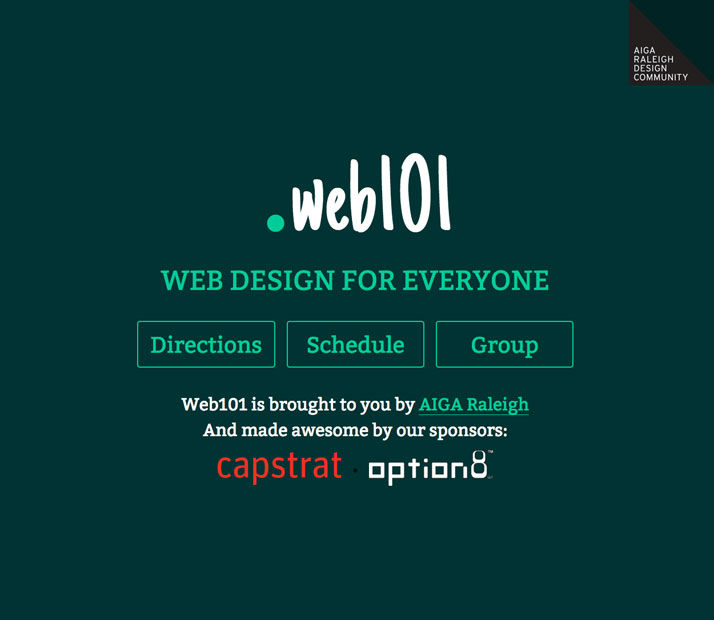 AIGA
RALEIGH
DESIGN
COMMUNITY
.web101
WEB DESIGN FOR EVERYONE
Directions
Schedule
Group
Web101 is brought to you by AIGA Raleigh
And made awesome by our sponsors:
capstrat · option8™